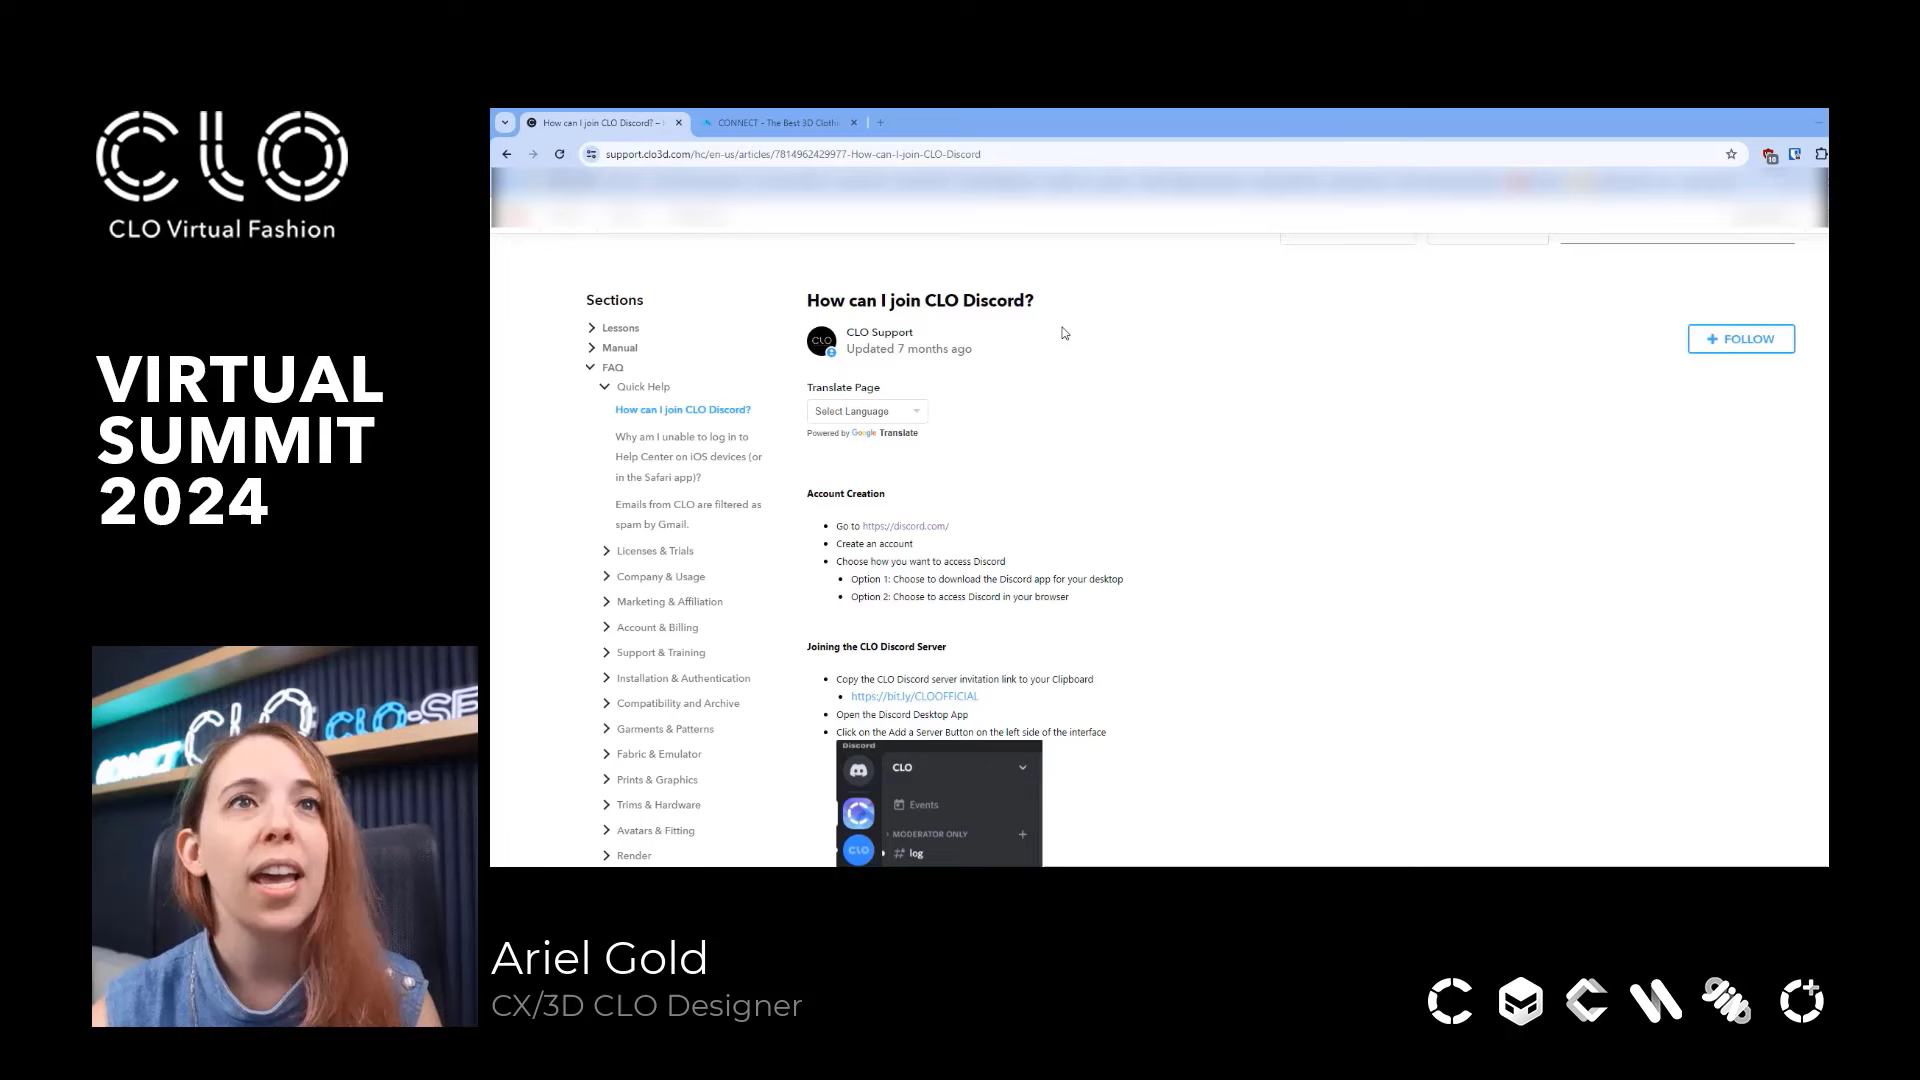 CLO
CLO Virtual Fashion
VIRTUAL
SUMMIT
2024
How can I join CLO Discord? –
CONNECT - The Best 3D Clothi
support.clo3d.com/hc/en-us/articles/7814962429977-How-can-I-join-CLO-Discord
10
Sections
Lessons
Manual
FAQ
Quick Help
How can I join CLO Discord?
Why am I unable to log in to
Help Center on iOS devices (or
in the Safari app)?
Emails from CLO are filtered as
spam by Gmail.
Licenses & Trials
Company & Usage
Marketing & Affiliation
Account & Billing
Support & Training
Installation & Authentication
Compatibility and Archive
Garments & Patterns
Fabric & Emulator
Prints & Graphics
Trims & Hardware
Avatars & Fitting
Render
How can I join CLO Discord?
CLO
CLO Support
Updated 7 months ago
+ FOLLOW
Translate Page
Select Language
Powered by Google Translate
Account Creation
• Go to https://discord.com/
• Create an account
• Choose how you want to access Discord
• Option 1: Choose to download the Discord app for your desktop
• Option 2: Choose to access Discord in your browser
Joining the CLO Discord Server
• Copy the CLO Discord server invitation link to your Clipboard
• https://bit.ly/CLOOFFICIAL
• Open the Discord Desktop App
• Click on the Add a Server Button on the left side of the interface
Discord
CLO
Events
MODERATOR ONLY +
CLO
log
CLO CLO-SE
Ariel Gold
CX/3D CLO Designer